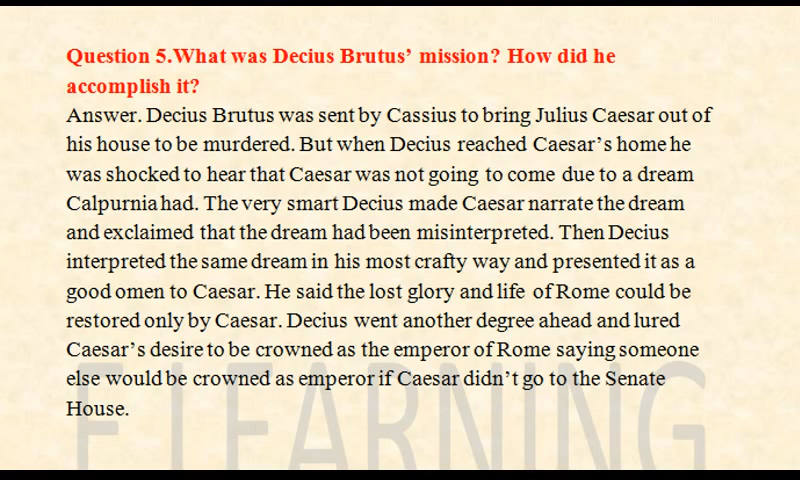 Question 5.What was Decius Brutus’ mission? How did he
accomplish it?
Answer. Decius Brutus was sent by Cassius to bring Julius Caesar out of
his house to be murdered. But when Decius reached Caesar’s home he
was shocked to hear that Caesar was not going to come due to a dream
Calpurnia had. The very smart Decius made Caesar narrate the dream
and exclaimed that the dream had been misinterpreted. Then Decius
interpreted the same dream in his most crafty way and presented it as a
good omen to Caesar. He said the lost glory and life of Rome could be
restored only by Caesar. Decius went another degree ahead and lured
Caesar’s desire to be crowned as the emperor of Rome saying someone
else would be crowned as emperor if Caesar didn’t go to the Senate
House.